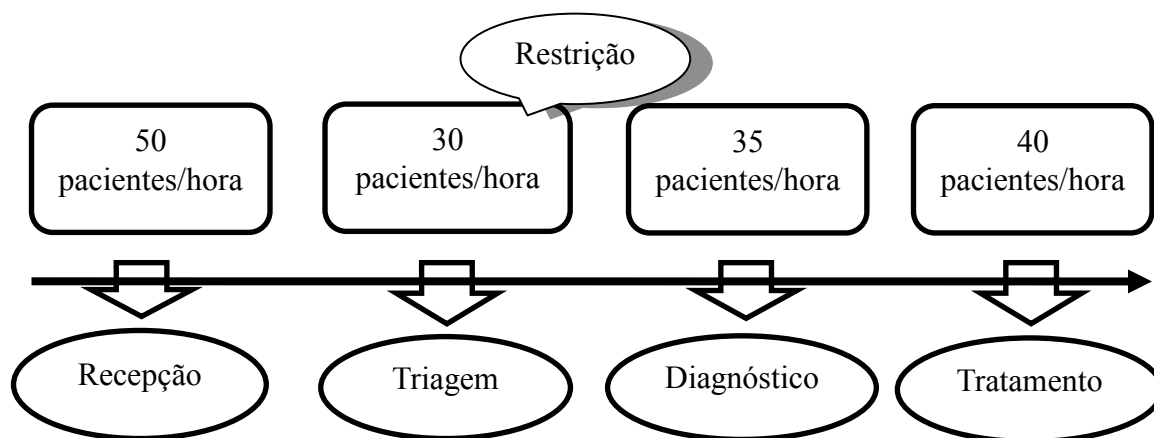 Restrição
50
pacientes/hora
30
pacientes/hora
35
pacientes/hora
40
pacientes/hora
Recepção
Triagem
Diagnóstico
Tratamento